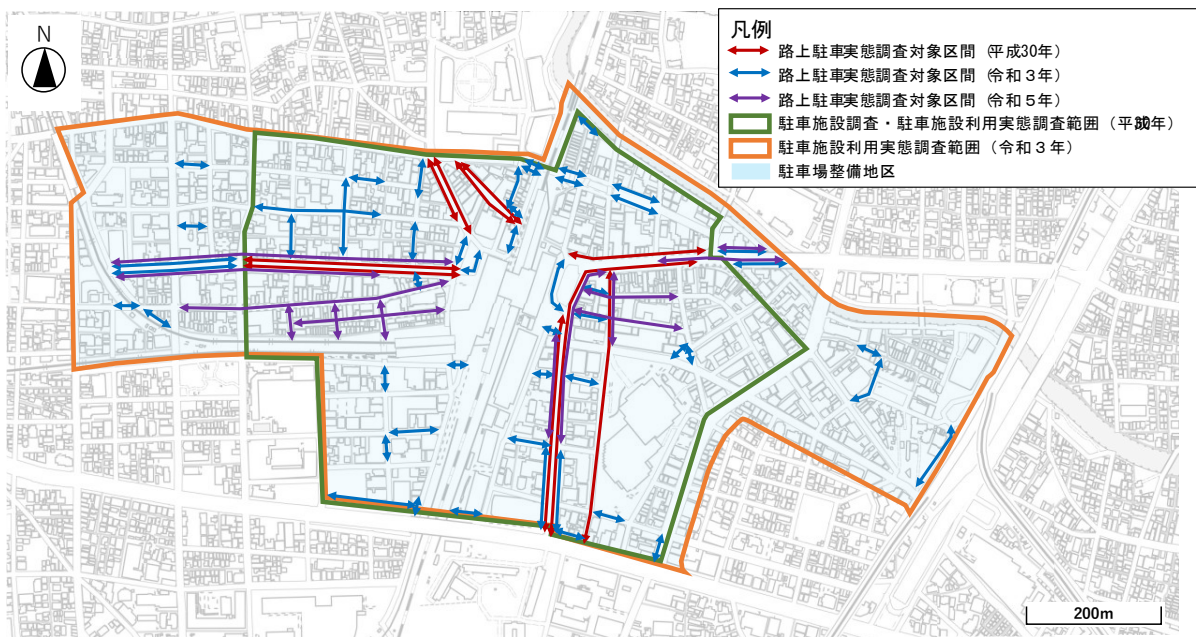 N
凡例
路上駐車実態調査対象区間（平成30年）
路上駐車実態調査対象区間（令和３年）
路上駐車実態調査対象区間（令和５年）
駐車施設調査・駐車施設利用実態調査範囲（平成30年）
駐車施設利用実態調査範囲（令和３年）
駐車場整備地区
200m